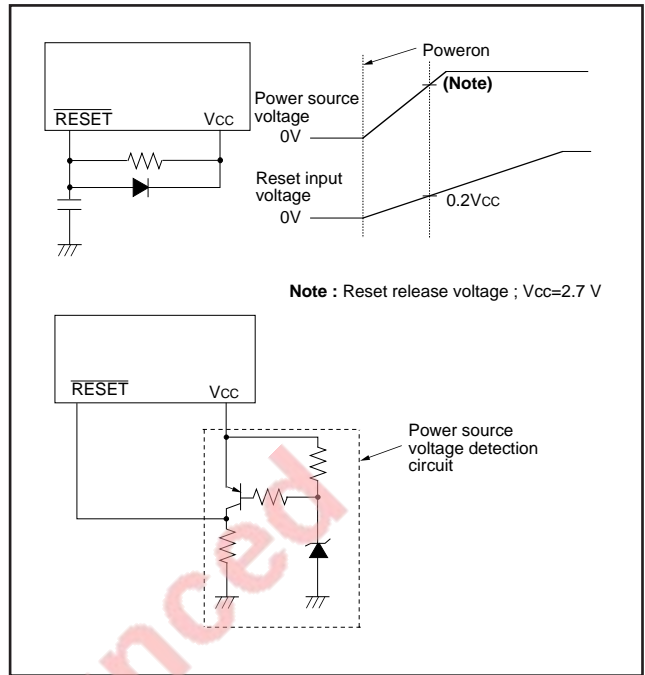 Poweron
(Note)
RESET
Vcc
Power source
voltage
0V
Reset input
voltage
0V
0.2Vcc
Note : Reset release voltage ; Vcc=2.7 V
RESET
Vcc
Power source
voltage detection
circuit
nced